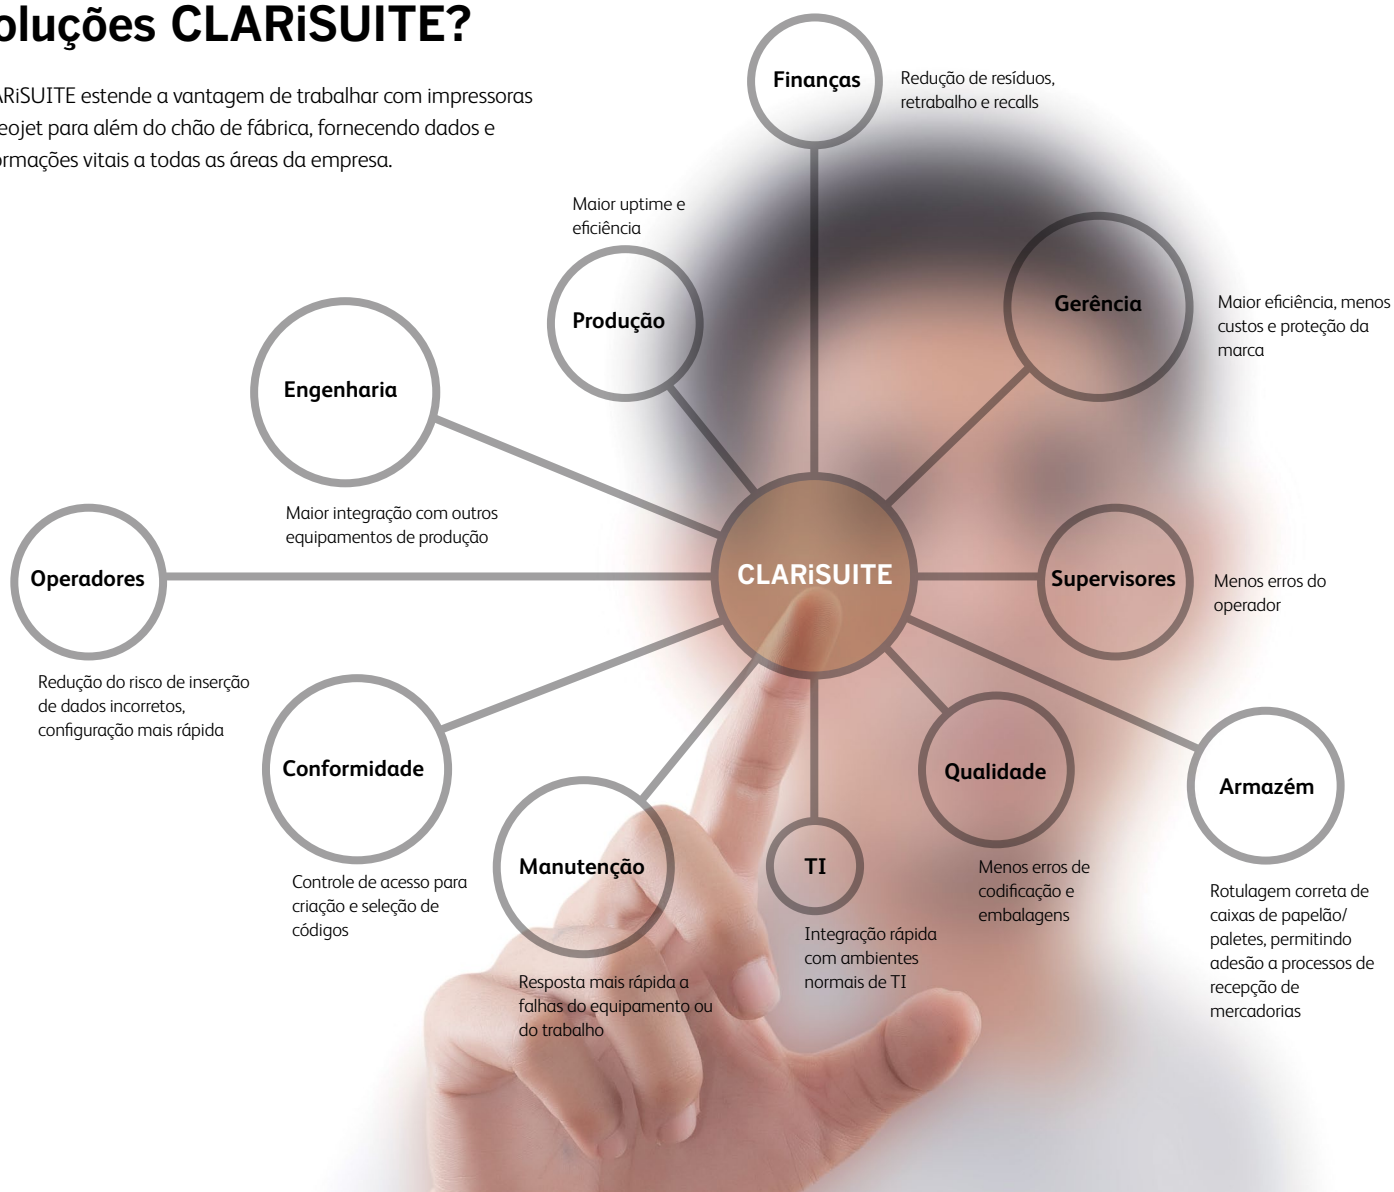 oluções CLARiSUITE?
ARiSUITE estende a vantagem de trabalhar com impressoras
eojet para além do chão de fábrica, fornecendo dados e
ormações vitais a todas as áreas da empresa.
Finanças
Redução de resíduos,
retrabalho e recalls
Maior uptime e
eficiência
Produção
Gerência
Maior eficiência, menos
custos e proteção da
marca
Engenharia
Maior integração com outros
equipamentos de produção
Operadores
Redução do risco de inserção
de dados incorretos,
configuração mais rápida
CLARiSUITE
Supervisores
Menos erros do
operador
Conformidade
Controle de acesso para
criação e seleção de
códigos
Manutenção
Resposta mais rápida a
falhas do equipamento ou
do trabalho
TI
Integração rápida
com ambientes
normais de TI
Qualidade
Menos erros de
codificação e
embalagens
Armazém
Rotulagem correta de
caixas de papelão/
paletes, permitindo
adesão a processos de
recepção de
mercadorias